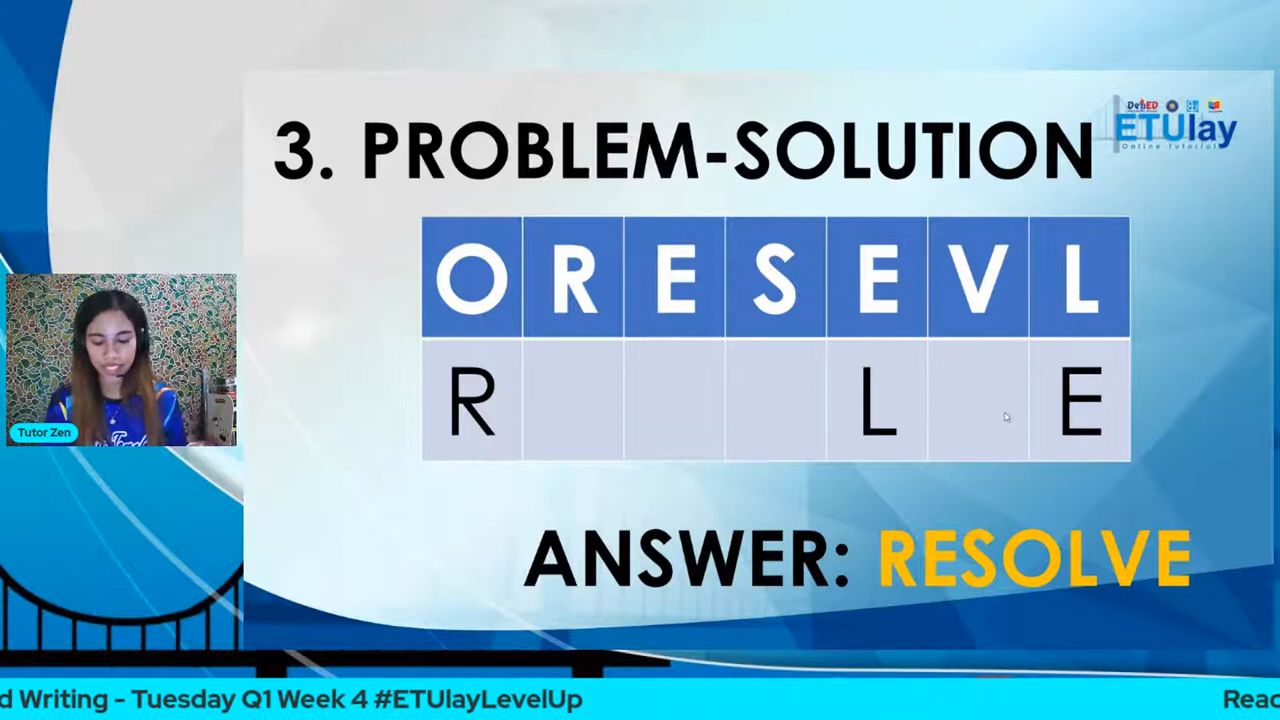 3. PROBLEM-SOLUTION
DepED
ETUlay
Online Tutorial
O R E S E V L
R L E
Tutor Zen
ANSWER: RESOLVE
d Writing - Tuesday Q1 Week 4 #ETUlayLevelUp
Reac